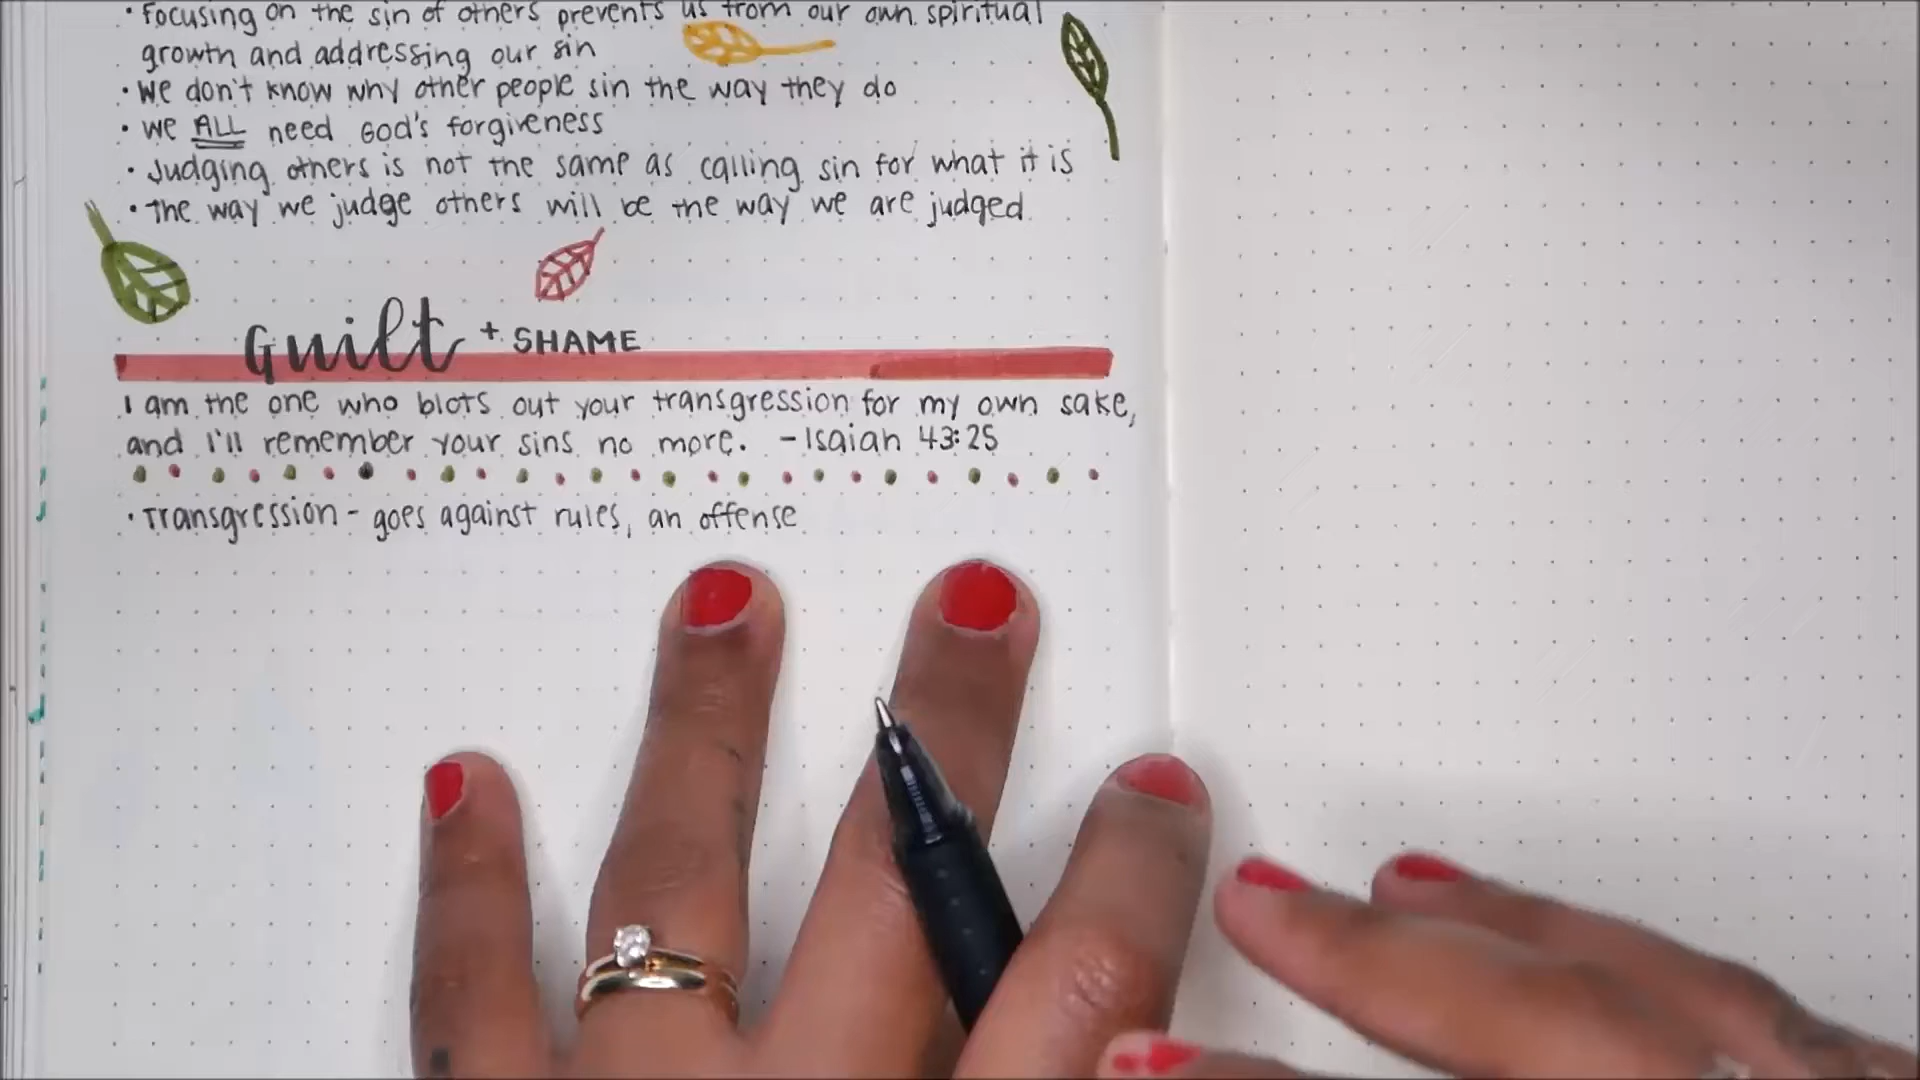 • Focusing on the sin of others prevents us from our own spiritual
growth and addressing our sin
• we don't know why other people sin the way they do
• we ALL need God's forgiveness
• Judging others is not the same as calling sin for what it is
• the way we judge others will be the way we are judged
Guilt + SHAME
I am the one who blots out your transgression for my own sake,
and I'll remember your sins no more. - Isaiah 43:25
• Transgression - goes against rules, an offense